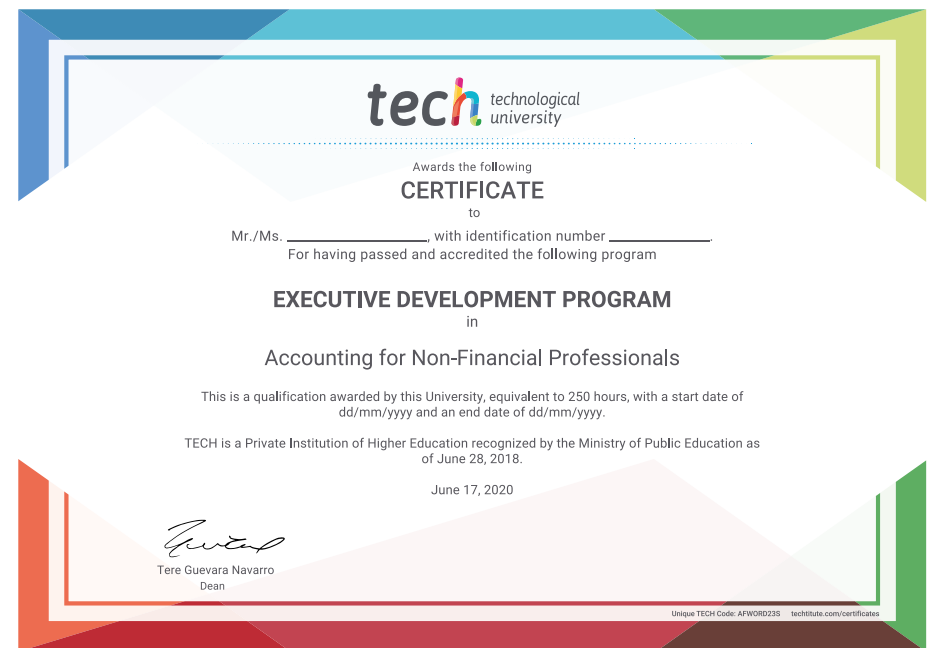 tech technological
university
Awards the following
CERTIFICATE
to
Mr./Ms. ____________, with identification number ____________.
For having passed and accredited the following program
EXECUTIVE DEVELOPMENT PROGRAM
in
Accounting for Non-Financial Professionals
This is a qualification awarded by this University, equivalent to 250 hours, with a start date of
dd/mm/yyyy and an end date of dd/mm/yyyy.
TECH is a Private Institution of Higher Education recognized by the Ministry of Public Education as
of June 28, 2018.
June 17, 2020
Tere Guevara Navarro
Dean
Unique TECH Code: AFWORD23S techtitute.com/certificates